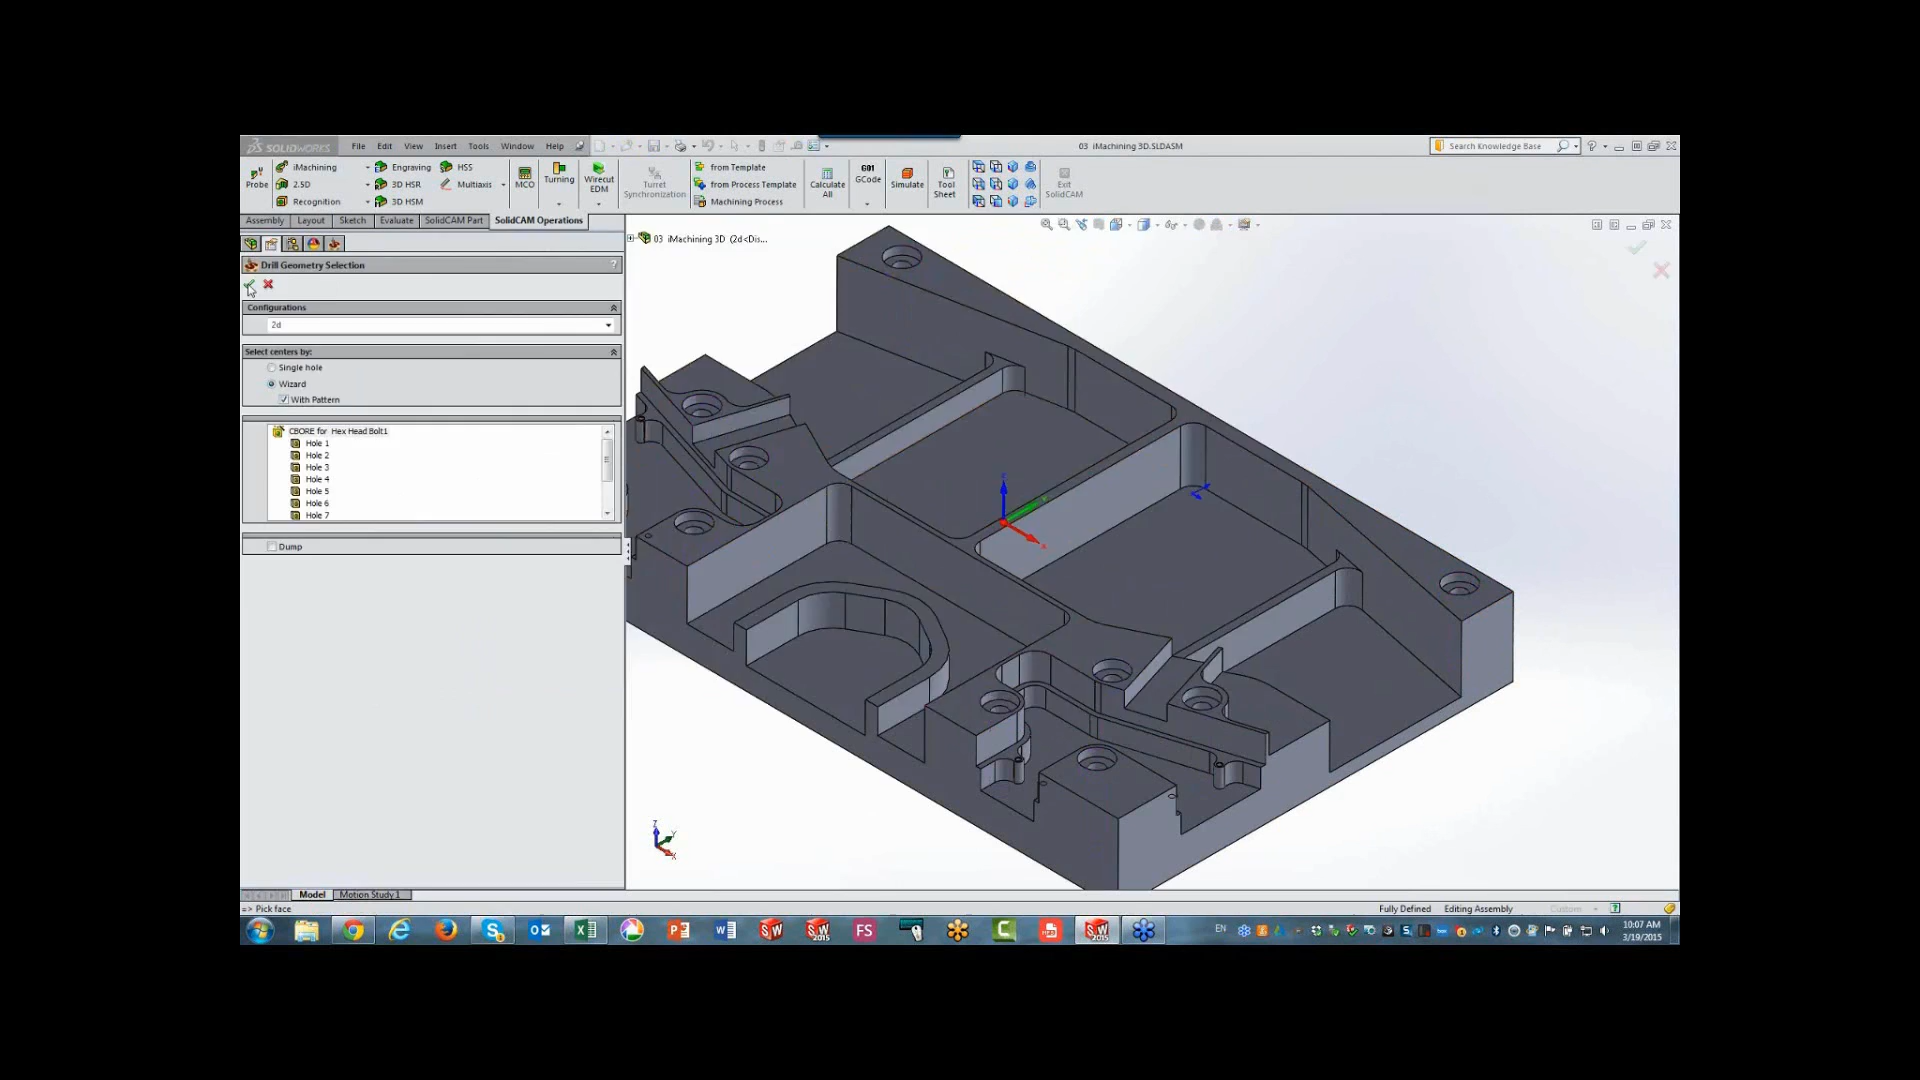 SOLIDWORKS File Edit View Insert Tools Window Help
03 iMachining 3D.SLDASM
Search Knowledge Base
?
Probe
iMachining Engraving HSS
2.5D 3D HSR Multiaxis
Recognition 3D HSM
MCO
Turning
Wirecut
EDM
Turret
Synchronization
from Template
from Process Template
Machining Process
Calculate
All
G01
GCode
Simulate
Tool
Sheet
Exit
SolidCAM
Assembly Layout Sketch Evaluate SolidCAM Part SolidCAM Operations
03 iMachining 3D (2d<Dis...
Drill Geometry Selection
?
Configurations
2d
Select centers by:
Single hole
Wizard
With Pattern
CBORE for Hex Head Bolt1
Hole 1
Hole 2
Hole 3
Hole 4
Hole 5
Hole 6
Hole 7
Dump
Z
Y
X
Model Motion Study 1
=> Pick face
Fully Defined Editing Assembly Custom
EN
10:07 AM
3/19/2015